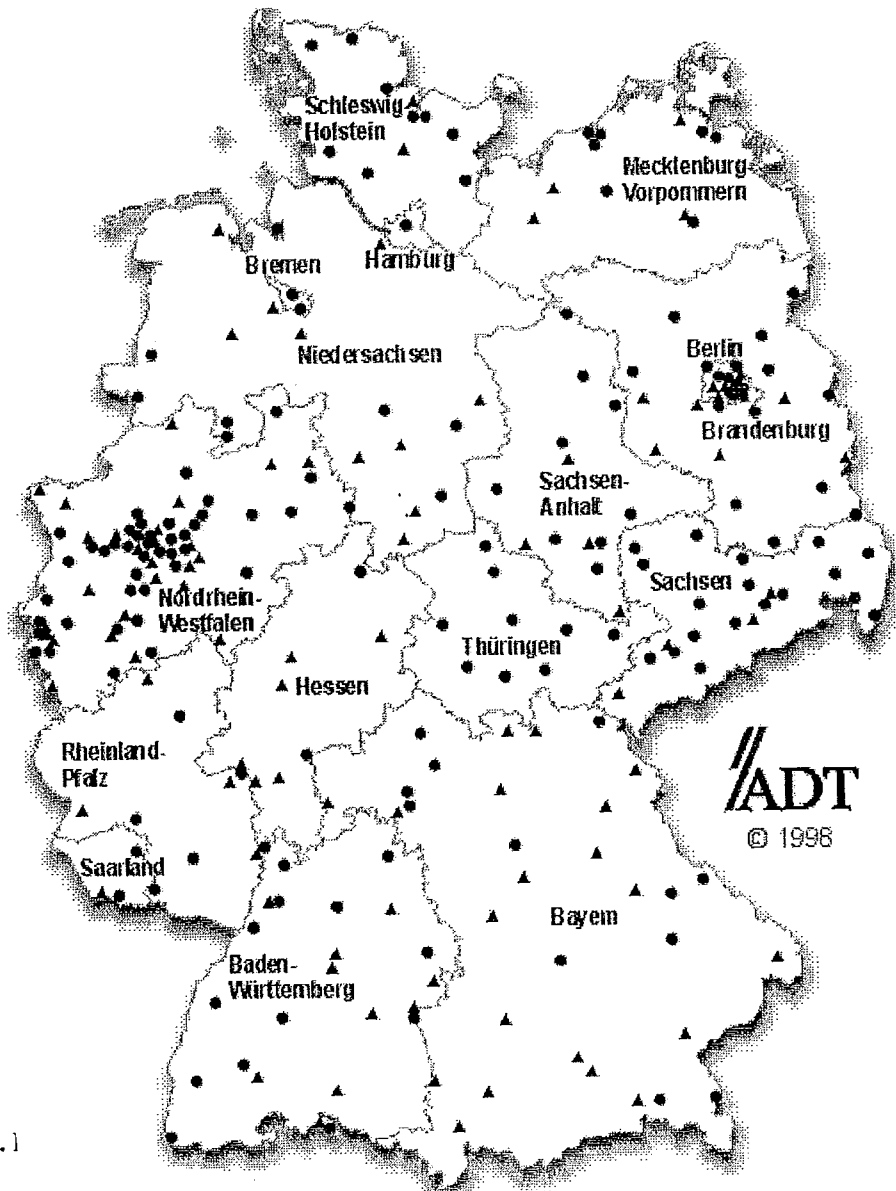 Schleswig
Holstein
Mecklenburg-
Vorpommern
Bremen
Hamburg
Niedersachsen
Berlin
Brandenburg
Sachsen-
Anhalt
Nordrhein-
Westfalen
Sachsen
Thüringen
Hessen
Rheinland-
Pfalz
ADT
© 1998
Saarland
Bayern
Baden-
Württemberg
.1